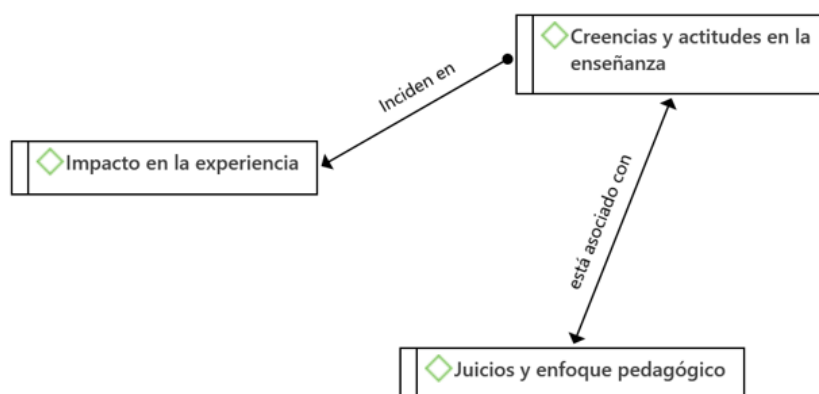 Creencias y actitudes en la
enseñanza
Inciden en
Impacto en la experiencia
está asociado con
Juicios y enfoque pedagógico